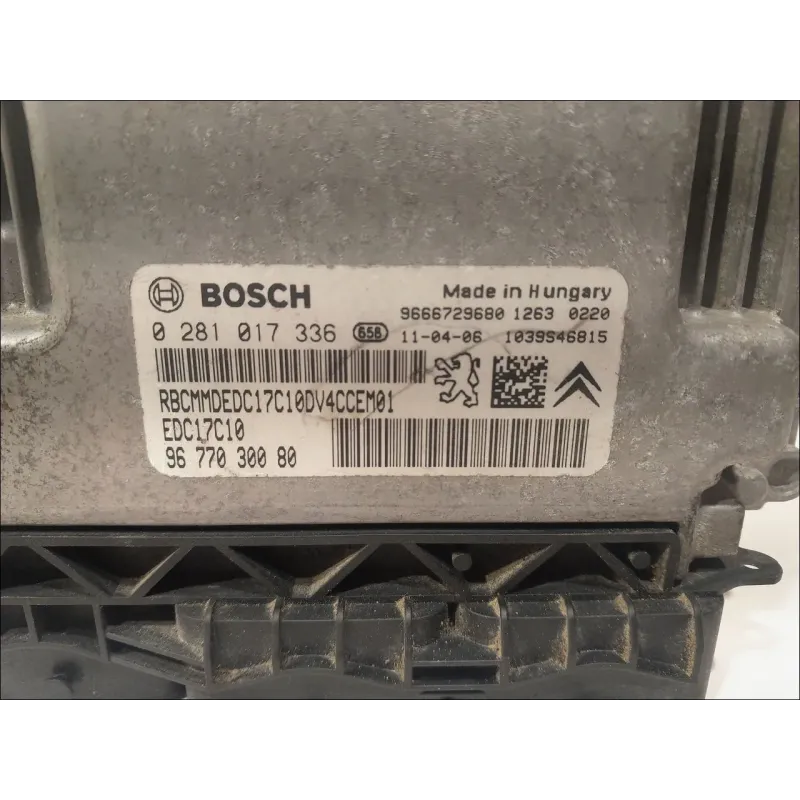 BOSCH
Made in Hungary
9666729680 1263 0220
0 281 017 336 658 11-04-06 1039S46815
RBCMMDEDC17C10DV4CCEM01
EDC17C10
96 770 300 80